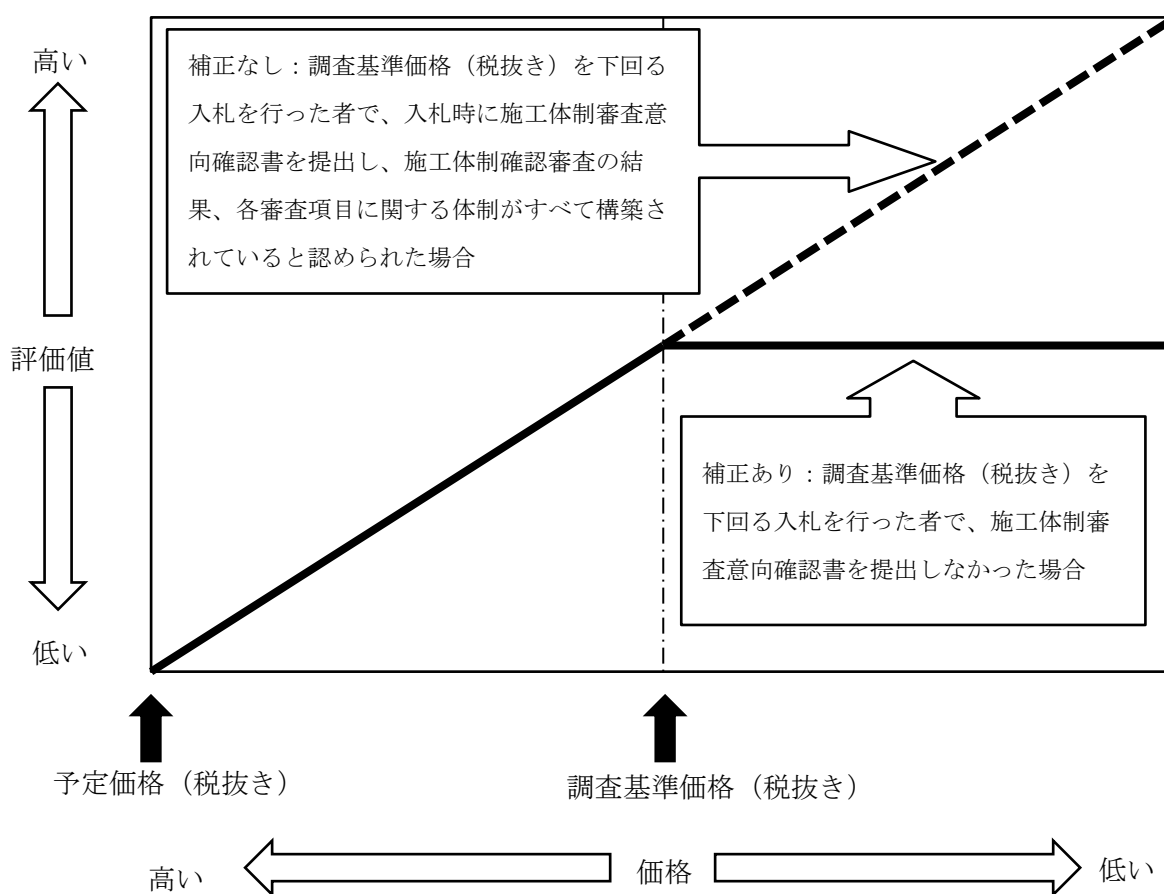 高い
補正なし：調査基準価格（税抜き）を下回る
入札を行った者で、入札時に施工体制審査意
向確認書を提出し、施工体制確認審査の結
果、各審査項目に関する体制がすべて構築さ
れていると認められた場合
評価値
補正あり：調査基準価格（税抜き）を
下回る入札を行った者で、施工体制審
査意向確認書を提出しなかった場合
低い
予定価格（税抜き）
調査基準価格（税抜き）
高い
価格
低い